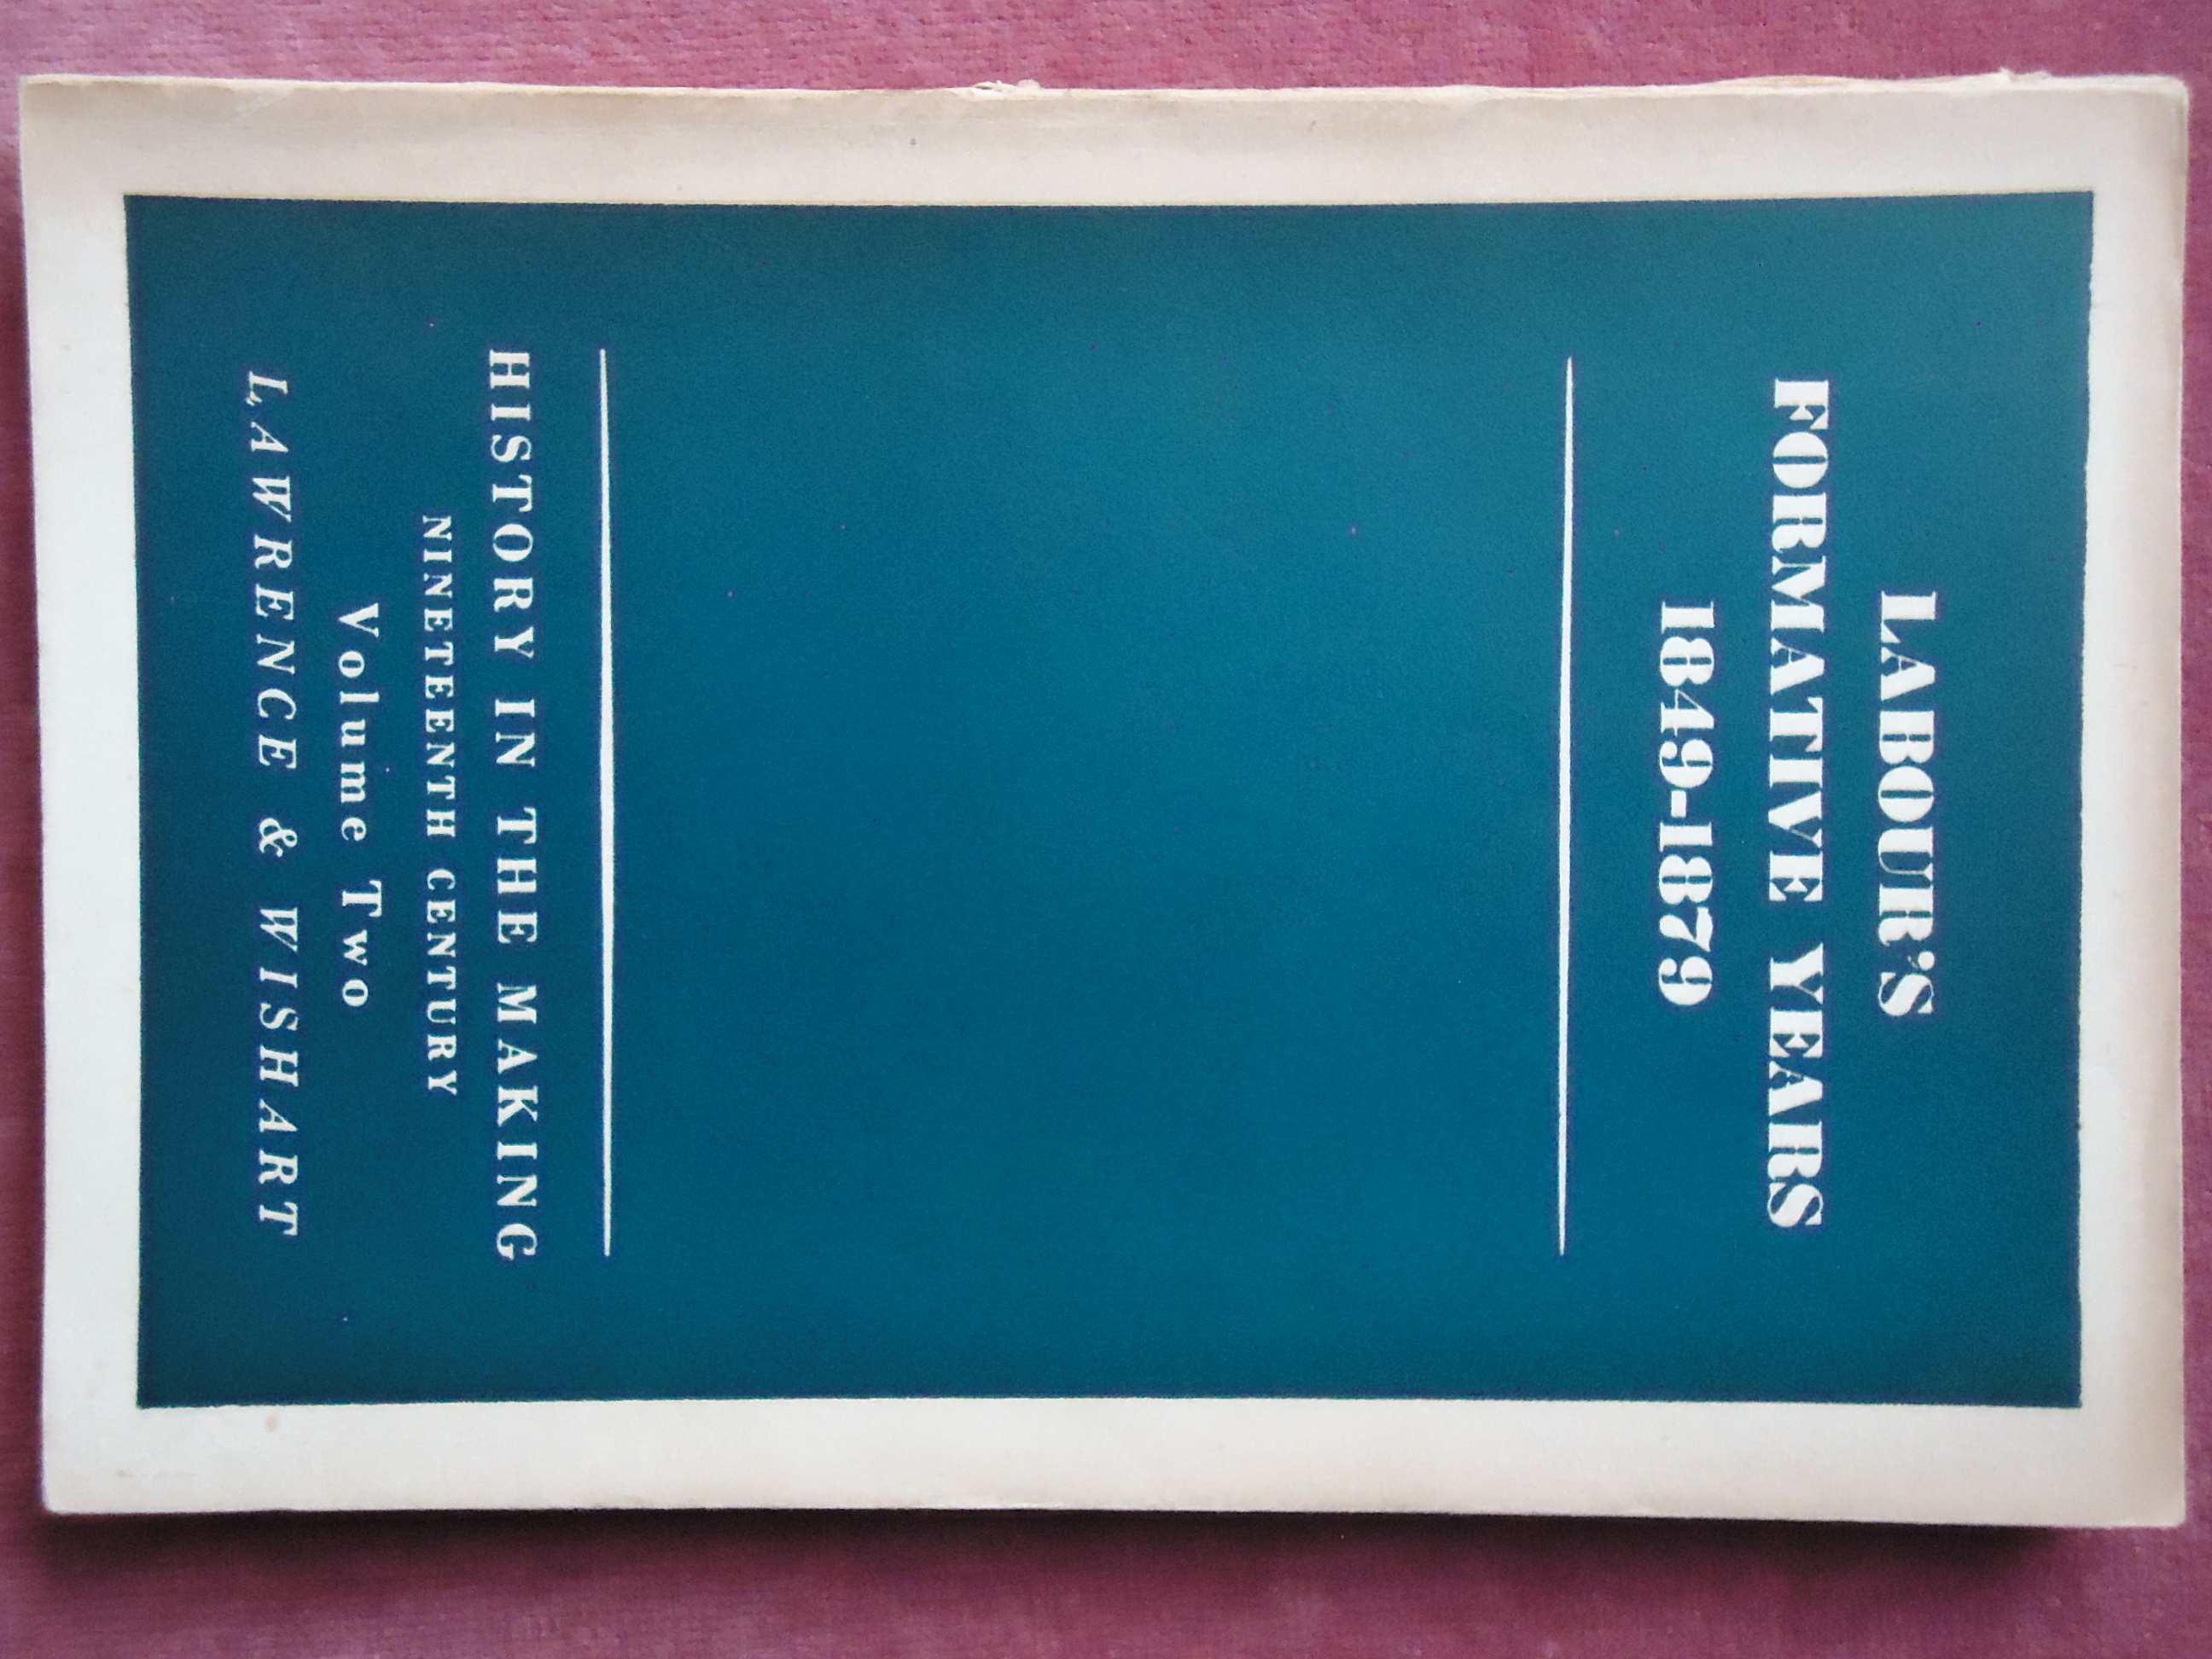 LABOUR'S
FORMATIVE YEARS
1849-1879
HISTORY IN THE MAKING
NINETEENTH CENTURY
Volume Two
LAWRENCE & WISHART